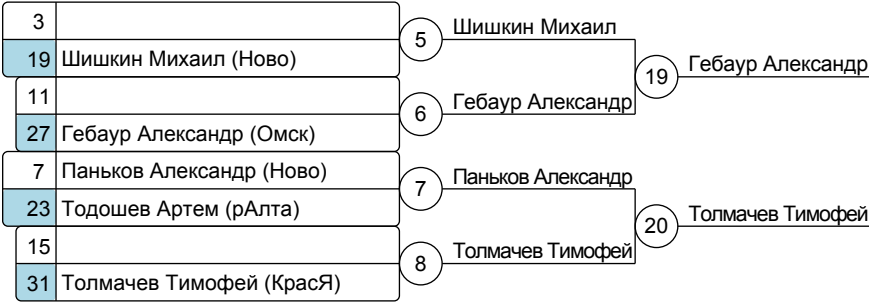 3
19 Шишкин Михаил (Ново)
5 Шишкин Михаил
11
27 Гебаур Александр (Омск)
6 Гебаур Александр
19 Гебаур Александр
7 Паньков Александр (Ново)
23 Тодошев Артем (рАлта)
7 Паньков Александр
15
31 Толмачев Тимофей (КрасЯ)
8 Толмачев Тимофей
20 Толмачев Тимофей